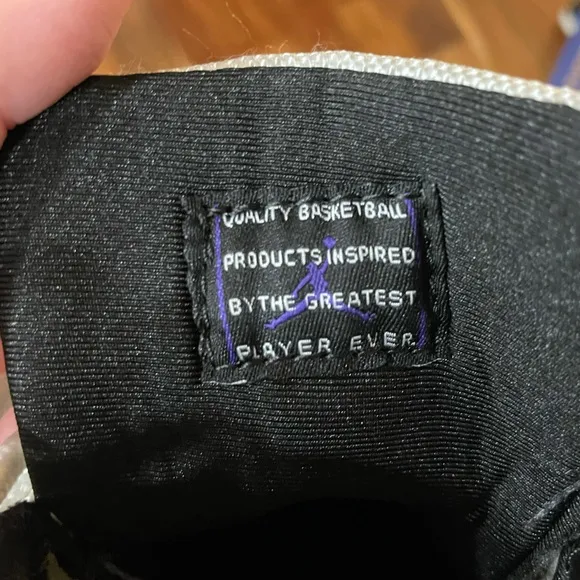 QUALITY BASKETBALL
PRODUCTS INSPIRED
BY THE GREATEST
PLAYER EVER.